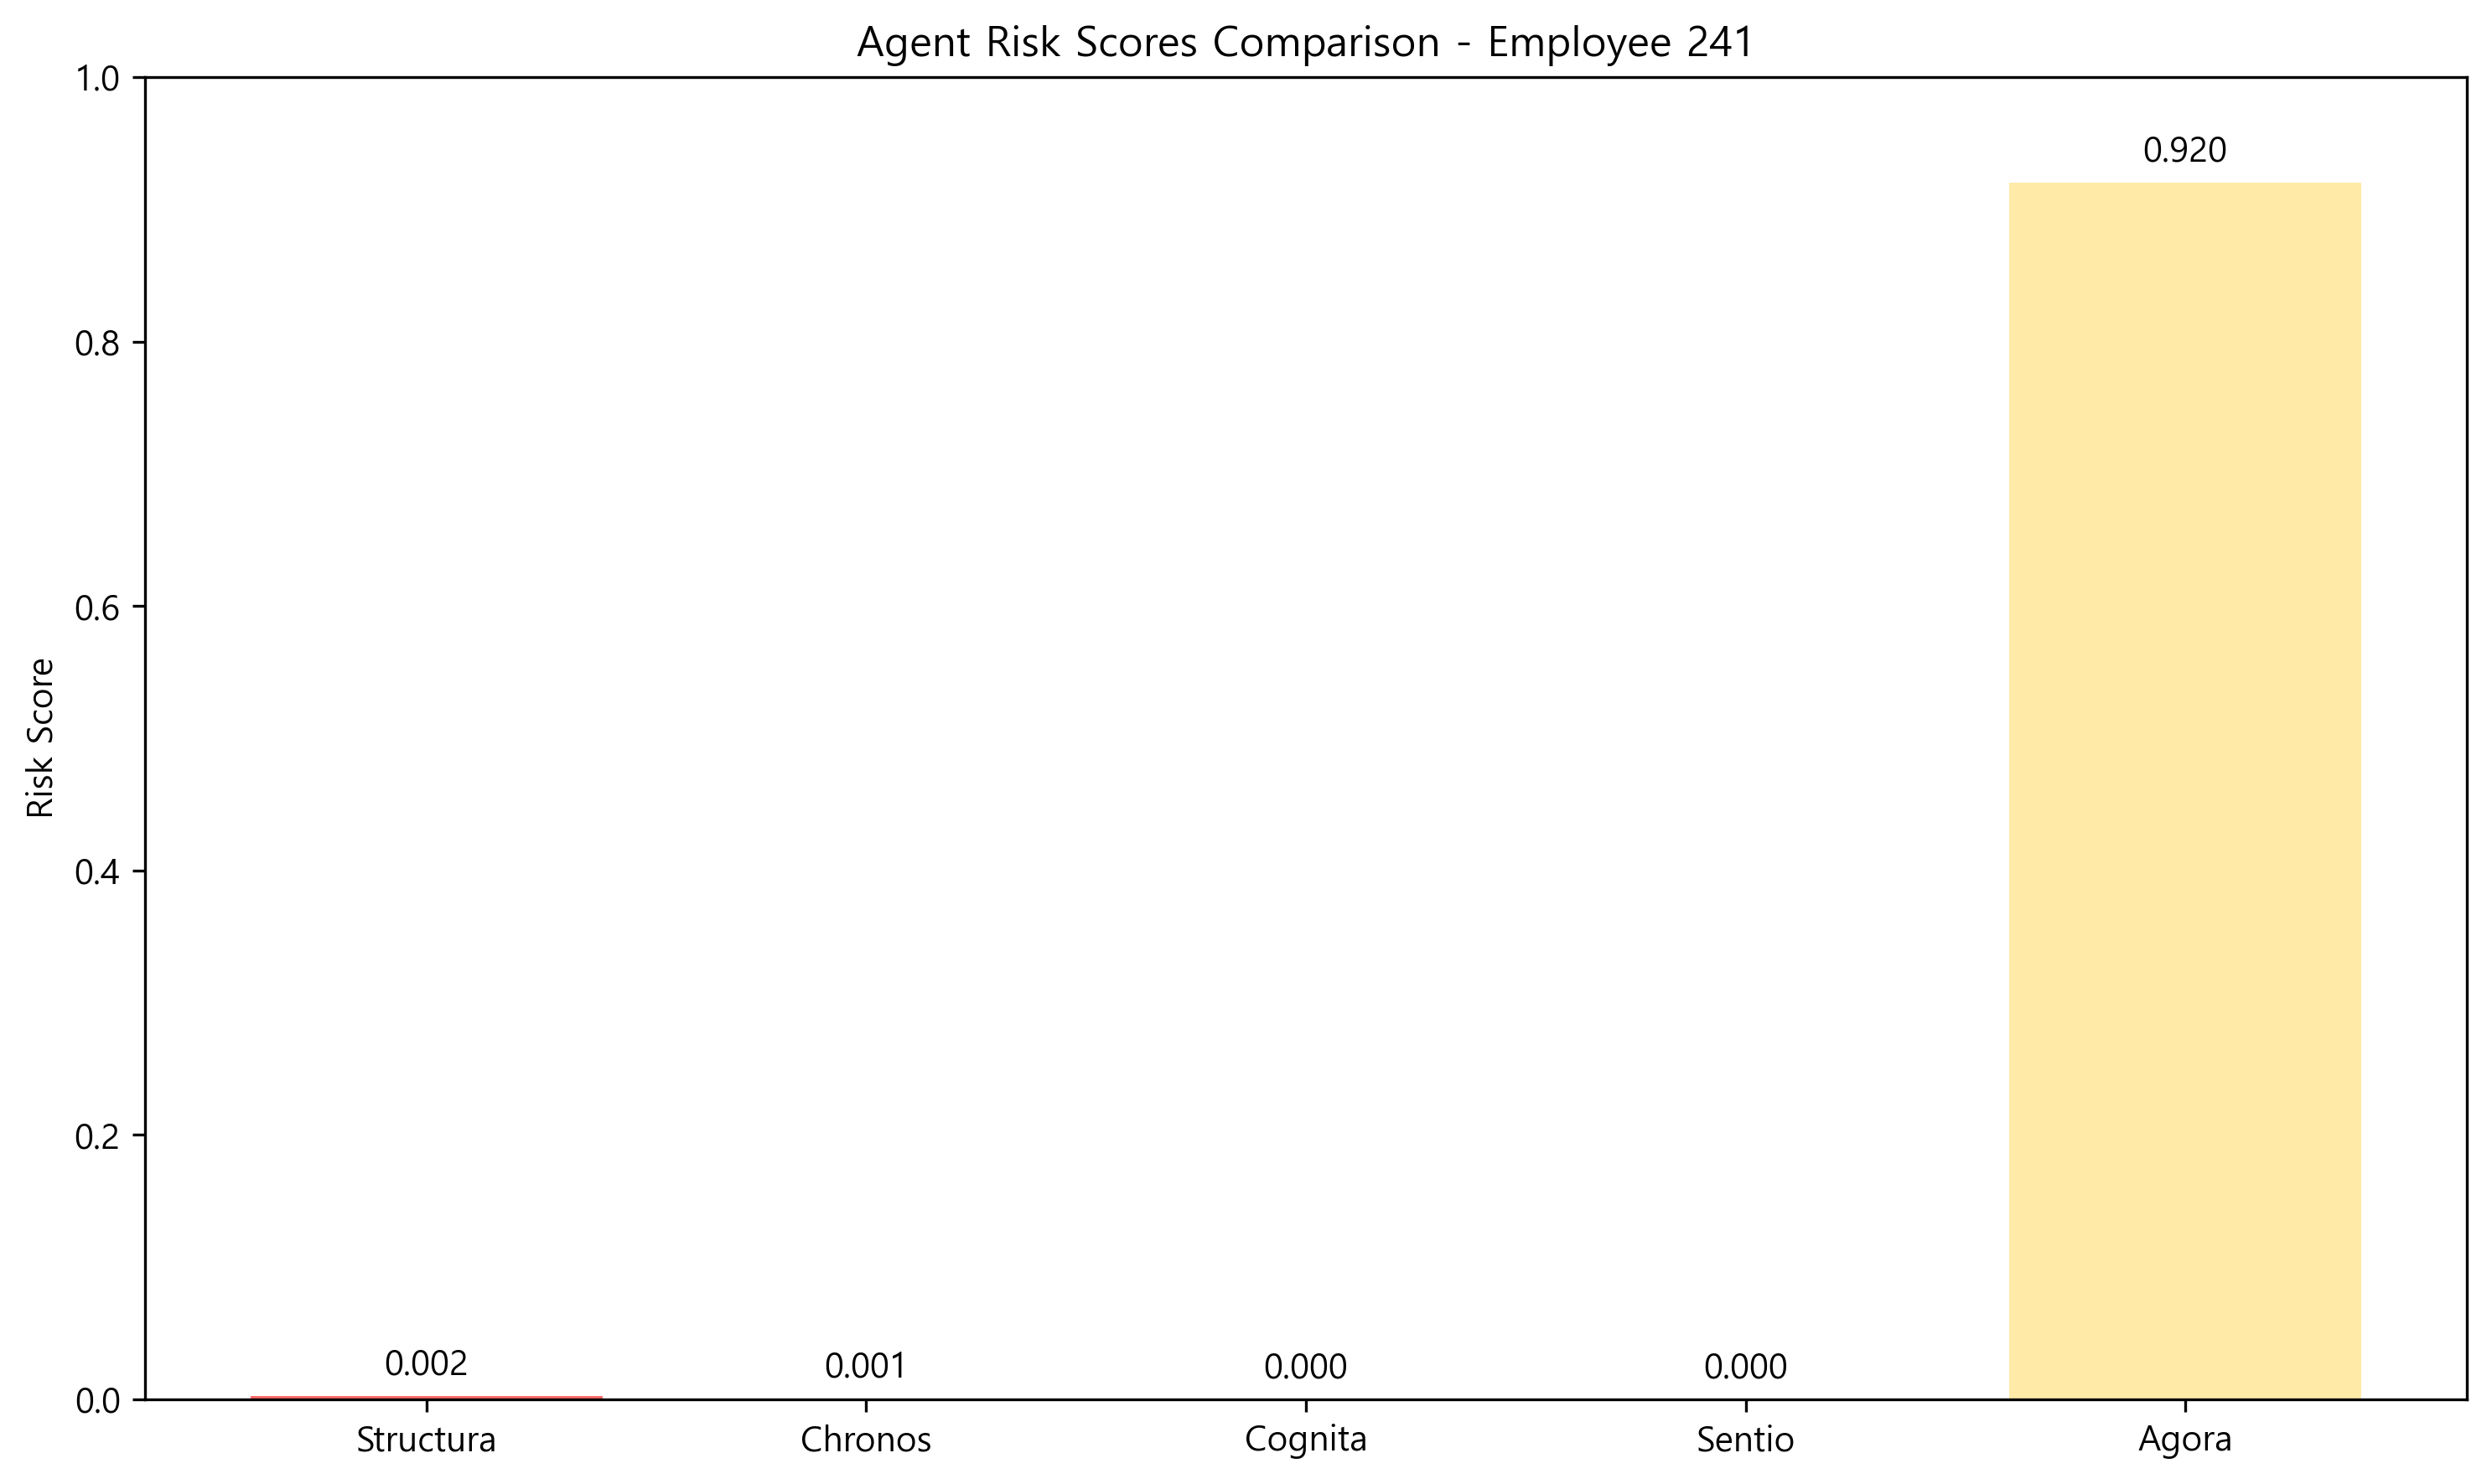 Agent Risk Scores Comparison - Employee 241
Risk Score
1.0
0.8
0.6
0.4
0.2
0.0
0.002
0.001
0.000
0.000
0.920
Structura
Chronos
Cognita
Sentio
Agora